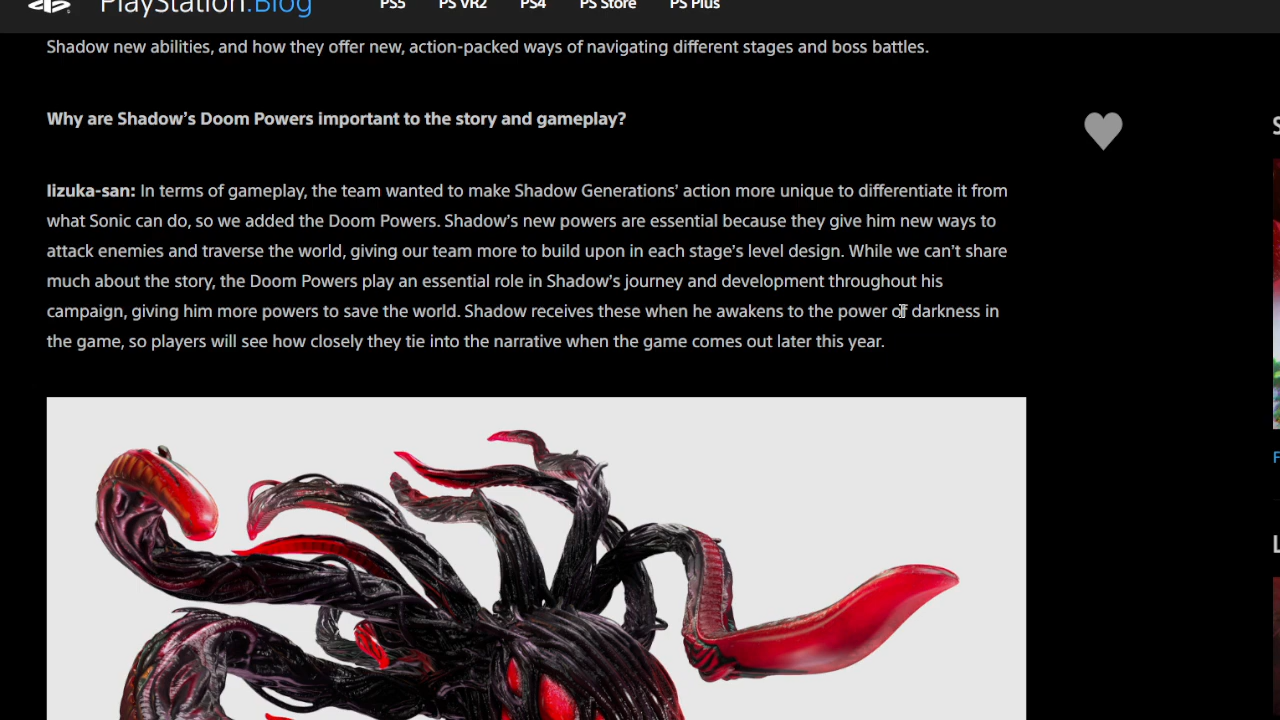 PlayStation.Blog
PS5 PS VR2 PS4 PS Store PS Plus
Shadow new abilities, and how they offer new, action-packed ways of navigating different stages and boss battles.
Why are Shadow’s Doom Powers important to the story and gameplay?
Iizuka-san: In terms of gameplay, the team wanted to make Shadow Generations’ action more unique to differentiate it from
what Sonic can do, so we added the Doom Powers. Shadow’s new powers are essential because they give him new ways to
attack enemies and traverse the world, giving our team more to build upon in each stage’s level design. While we can’t share
much about the story, the Doom Powers play an essential role in Shadow’s journey and development throughout his
campaign, giving him more powers to save the world. Shadow receives these when he awakens to the power of darkness in
the game, so players will see how closely they tie into the narrative when the game comes out later this year.